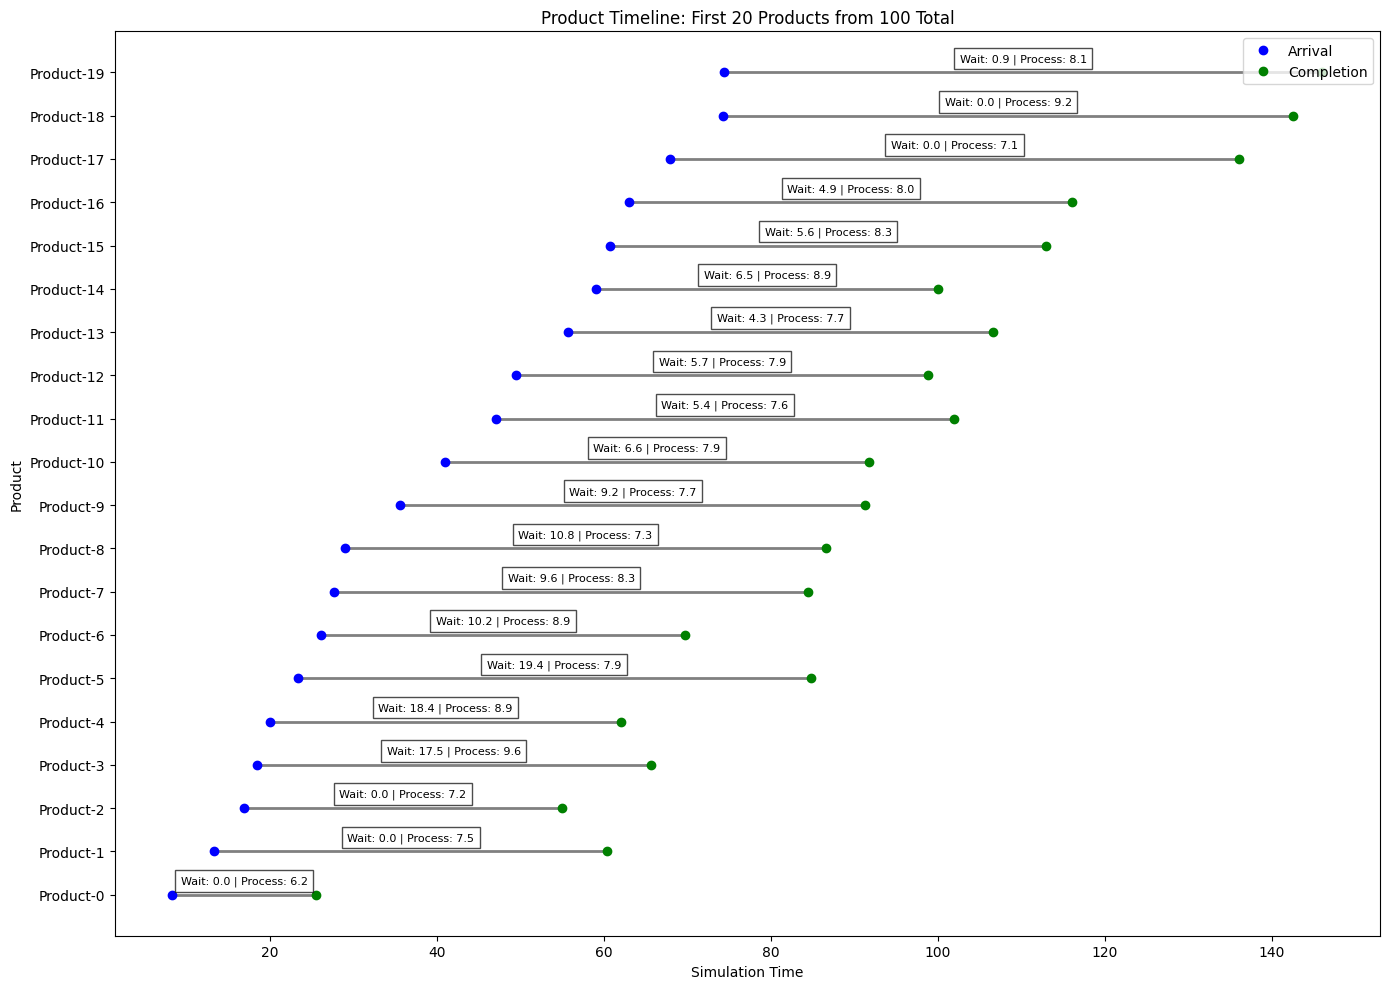 Product Timeline: First 20 Products from 100 Total
Arrival
Completion
Product-19
Wait: 0.9 | Process: 8.1
Product-18
Wait: 0.0 | Process: 9.2
Product-17
Wait: 0.0 | Process: 7.1
Product-16
Wait: 4.9 | Process: 8.0
Product-15
Wait: 5.6 | Process: 8.3
Product-14
Wait: 6.5 | Process: 8.9
Product-13
Wait: 4.3 | Process: 7.7
Product-12
Wait: 5.7 | Process: 7.9
Product-11
Wait: 5.4 | Process: 7.6
Product-10
Wait: 6.6 | Process: 7.9
Product-9
Wait: 9.2 | Process: 7.7
Product-8
Wait: 10.8 | Process: 7.3
Product-7
Wait: 9.6 | Process: 8.3
Product-6
Wait: 10.2 | Process: 8.9
Product-5
Wait: 19.4 | Process: 7.9
Product-4
Wait: 18.4 | Process: 8.9
Product-3
Wait: 17.5 | Process: 9.6
Product-2
Wait: 0.0 | Process: 7.2
Product-1
Wait: 0.0 | Process: 7.5
Product-0
Wait: 0.0 | Process: 6.2
Product
20 40 60 80 100 120 140
Simulation Time